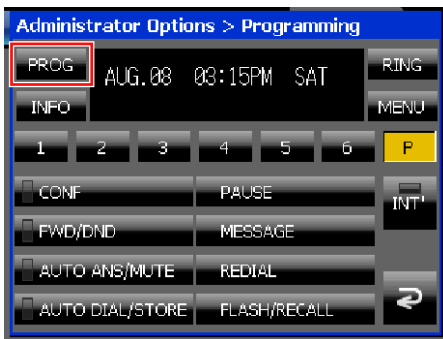 Administrator Options > Programming
PROG
AUG.08 03:15PM SAT
RING
INFO
MENU
1 2 3 4 5 6 P
CONF PAUSE
INT'
FWD/DND MESSAGE
AUTO ANS/MUTE REDIAL
AUTO DIAL/STORE FLASH/RECALL